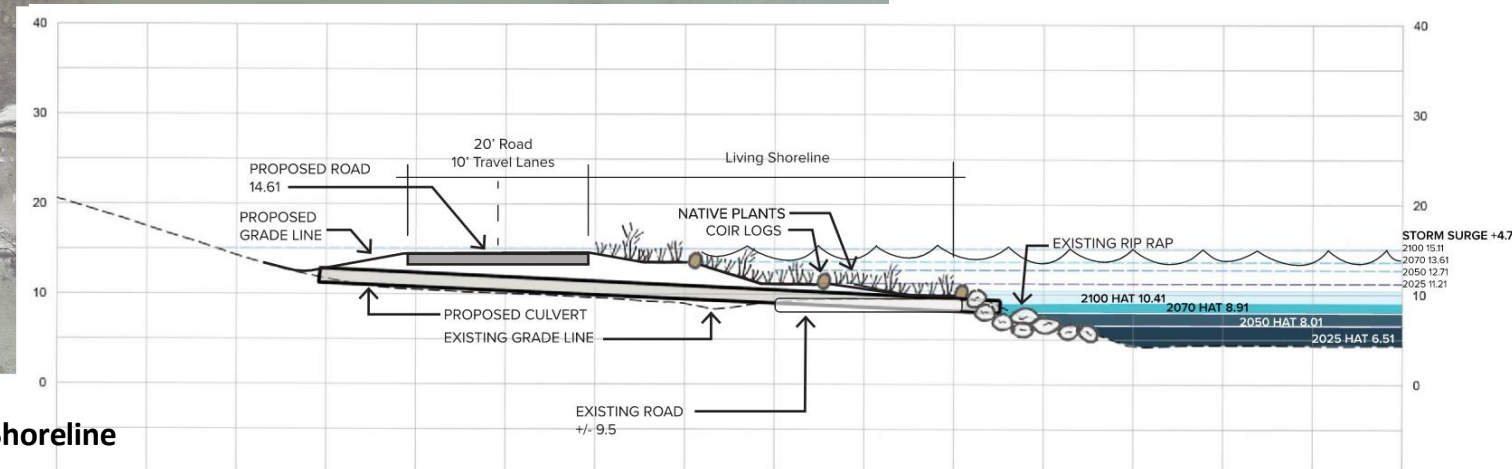 40
30
20
10
0
20' Road
10' Travel Lanes
Living Shoreline
PROPOSED ROAD
14.61
PROPOSED
GRADE LINE
NATIVE PLANTS
COIR LOGS
EXISTING RIP RAP
PROPOSED CULVERT
EXISTING GRADE LINE
EXISTING ROAD
+/- 9.5
40
30
20
STORM SURGE +4.7
2100 15.11
2070 13.61
2050 12.71
2025 11.21
10
2100 HAT 10.41
2070 HAT 8.91
2050 HAT 8.01
2025 HAT 6.51
0
horeline